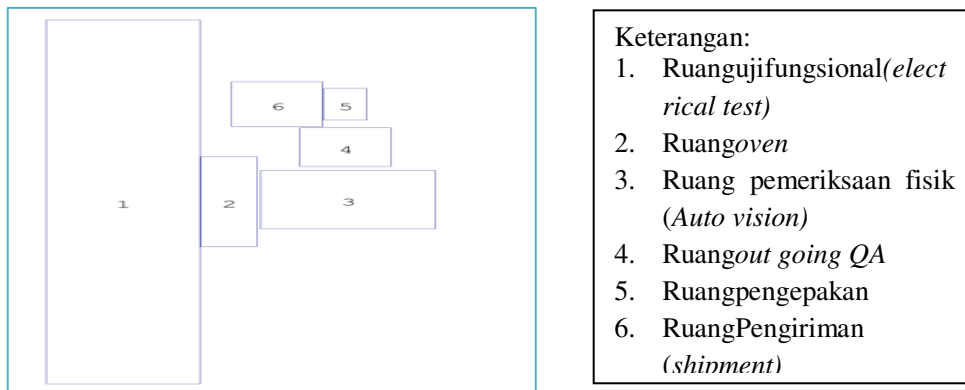 6
5
4
1
2
3
Keterangan:
1. Ruangujifungsional(elect
rical test)
2. Ruangoven
3. Ruang pemeriksaan fisik
(Auto vision)
4. Ruangout going QA
5. Ruangpengepakan
6. RuangPengiriman
(shipment)